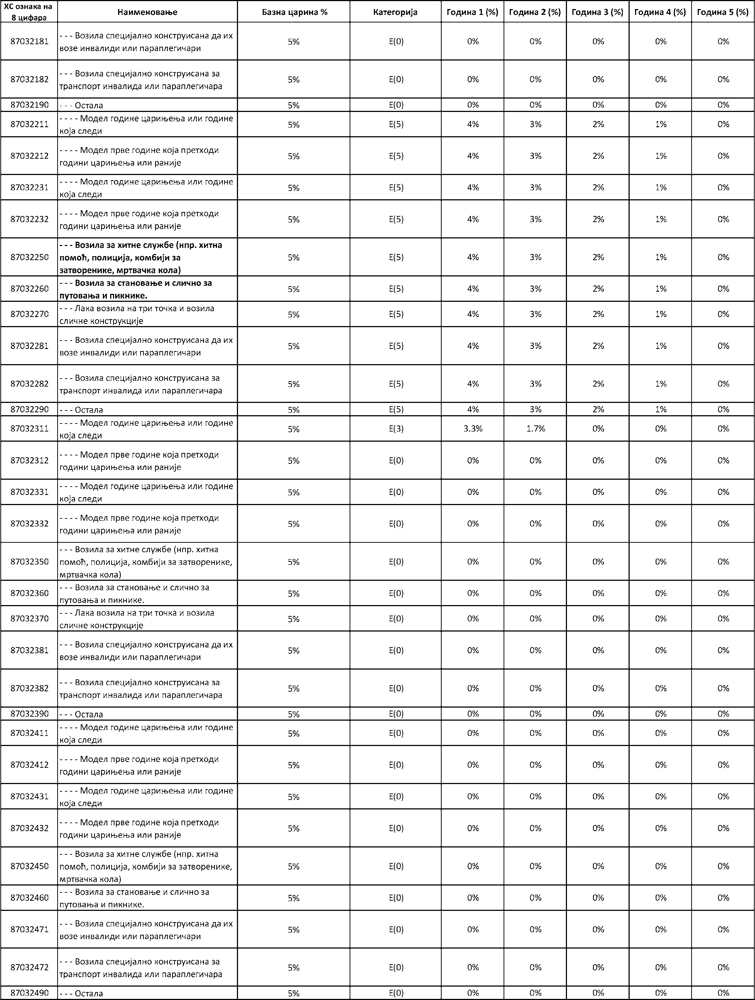 ХС ознака на 8 цифара Наименовање Базна царина % Категорија Година 1 (%) Година 2 (%) Година 3 (%) Година 4 (%) Година 5 (%)
87032181 - - - Возила специјално конструисана да их возе инвалиди или параплегичари 5% E(0) 0% 0% 0% 0% 0%
87032182 - - - Возила специјално конструисана за транспорт инвалида или параплегичара 5% E(0) 0% 0% 0% 0% 0%
87032190 - - - Остала 5% E(0) 0% 0% 0% 0% 0%
87032211 - - - - Модел године царињења или године која следи 5% E(5) 4% 3% 2% 1% 0%
87032212 - - - - Модел прве године која претходи години царињења или раније 5% E(5) 4% 3% 2% 1% 0%
87032231 - - - - Модел године царињења или године која следи 5% E(5) 4% 3% 2% 1% 0%
87032232 - - - - Модел прве године која претходи години царињења или раније 5% E(5) 4% 3% 2% 1% 0%
87032250 - - - Возила за хитне службе (нпр. хитна помоћ, полиција, комбији за затворенике, мртвачка кола) 5% E(5) 4% 3% 2% 1% 0%
87032260 - - - Возила за становање и слично за путовања и пикнике. 5% E(5) 4% 3% 2% 1% 0%
87032270 - - - Лака возила на три точка и возила сличне конструкције 5% E(5) 4% 3% 2% 1% 0%
87032281 - - - Возила специјално конструисана да их возе инвалиди или параплегичари 5% E(5) 4% 3% 2% 1% 0%
87032282 - - - Возила специјално конструисана за транспорт инвалида или параплегичара 5% E(5) 4% 3% 2% 1% 0%
87032290 - - - Остала 5% E(5) 4% 3% 2% 1% 0%
87032311 - - - - Модел године царињења или године која следи 5% E(3) 3.3% 1.7% 0% 0% 0%
87032312 - - - - Модел прве године која претходи години царињења или раније 5% E(0) 0% 0% 0% 0% 0%
87032331 - - - - Модел године царињења или године која следи 5% E(0) 0% 0% 0% 0% 0%
87032332 - - - - Модел прве године која претходи години царињења или раније 5% E(0) 0% 0% 0% 0% 0%
87032350 - - - Возила за хитне службе (нпр. хитна помоћ, полиција, комбији за затворенике, мртвачка кола) 5% E(0) 0% 0% 0% 0% 0%
87032360 - - - Возила за становање и слично за путовања и пикнике. 5% E(0) 0% 0% 0% 0% 0%
87032370 - - - Лака возила на три точка и возила сличне конструкције 5% E(0) 0% 0% 0% 0% 0%
87032381 - - - Возила специјално конструисана да их возе инвалиди или параплегичари 5% E(0) 0% 0% 0% 0% 0%
87032382 - - - Возила специјално конструисана за транспорт инвалида или параплегичара 5% E(0) 0% 0% 0% 0% 0%
87032390 - - - Остала 5% E(0) 0% 0% 0% 0% 0%
87032411 - - - - Модел године царињења или године која следи 5% E(0) 0% 0% 0% 0% 0%
87032412 - - - - Модел прве године која претходи години царињења или раније 5% E(0) 0% 0% 0% 0% 0%
87032431 - - - - Модел године царињења или године која следи 5% E(0) 0% 0% 0% 0% 0%
87032432 - - - - Модел прве године која претходи години царињења или раније 5% E(0) 0% 0% 0% 0% 0%
87032450 - - - Возила за хитне службе (нпр. хитна помоћ, полиција, комбији за затворенике, мртвачка кола) 5% E(0) 0% 0% 0% 0% 0%
87032460 - - - Возила за становање и слично за путовања и пикнике. 5% E(0) 0% 0% 0% 0% 0%
87032471 - - - Возила специјално конструисана да их возе инвалиди или параплегичари 5% E(0) 0% 0% 0% 0% 0%
87032472 - - - Возила специјално конструисана за транспорт инвалида или параплегичара 5% E(0) 0% 0% 0% 0% 0%
87032490 - - - Остала 5% E(0) 0% 0% 0% 0% 0%